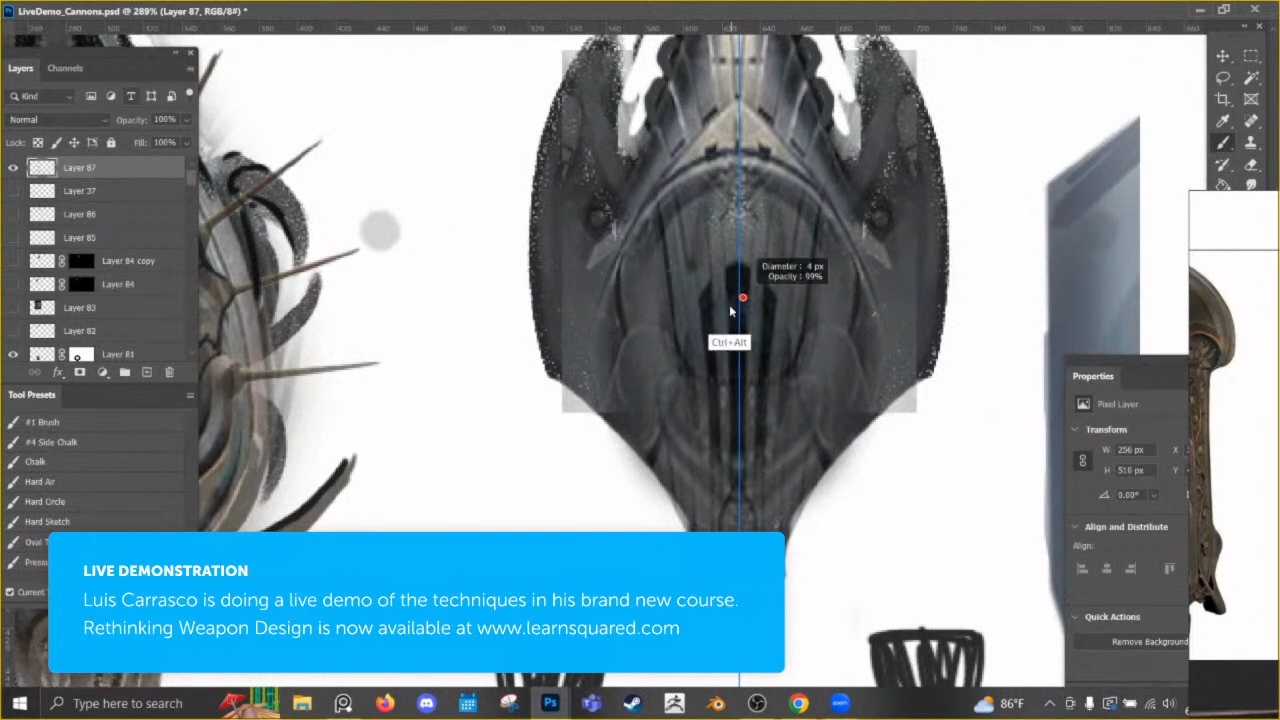 LiveDemo_Cannons.psd @ 289% (Layer 87, RGB/8#) *
Layers
Channels
Kind
Normal
Opacity: 100%
Lock:
Fill: 100%
Layer 87
Layer 37
Layer 86
Layer 85
Layer 84 copy
Layer 84
Layer 83
Layer 82
Layer 81
Tool Presets
#1 Brush
#4 Side Chalk
Chalk
Hard Air
Hard Circle
Hard Sketch
Oval T
Pressu
Current
Diameter: 4 px
Opacity: 99%
Ctrl+Alt
Properties
Pixel Layer
Transform
W 256 px X
H 510 px Y
0.00°
Align and Distribute
Align:
Quick Actions
Remove Background
LIVE DEMONSTRATION
Luis Carrasco is doing a live demo of the techniques in his brand new course.
Rethinking Weapon Design is now available at www.learnsquared.com
Type here to search
Ps
zoom
86°F